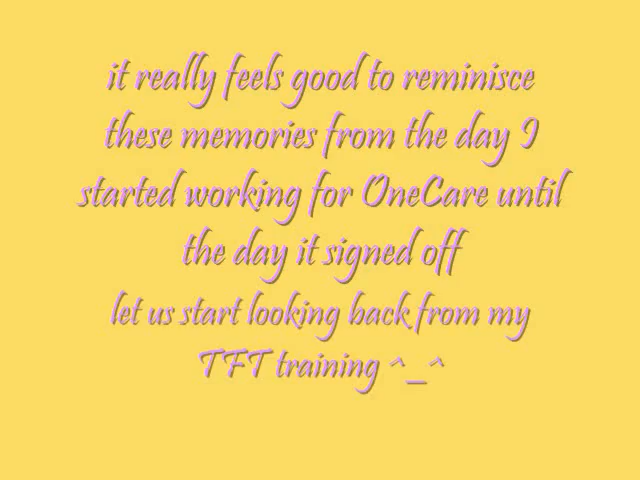 it really feels good to reminisce
these memories from the day I
started working for OneCare until
the day it signed off
let us start looking back from my
TFT training ^_^